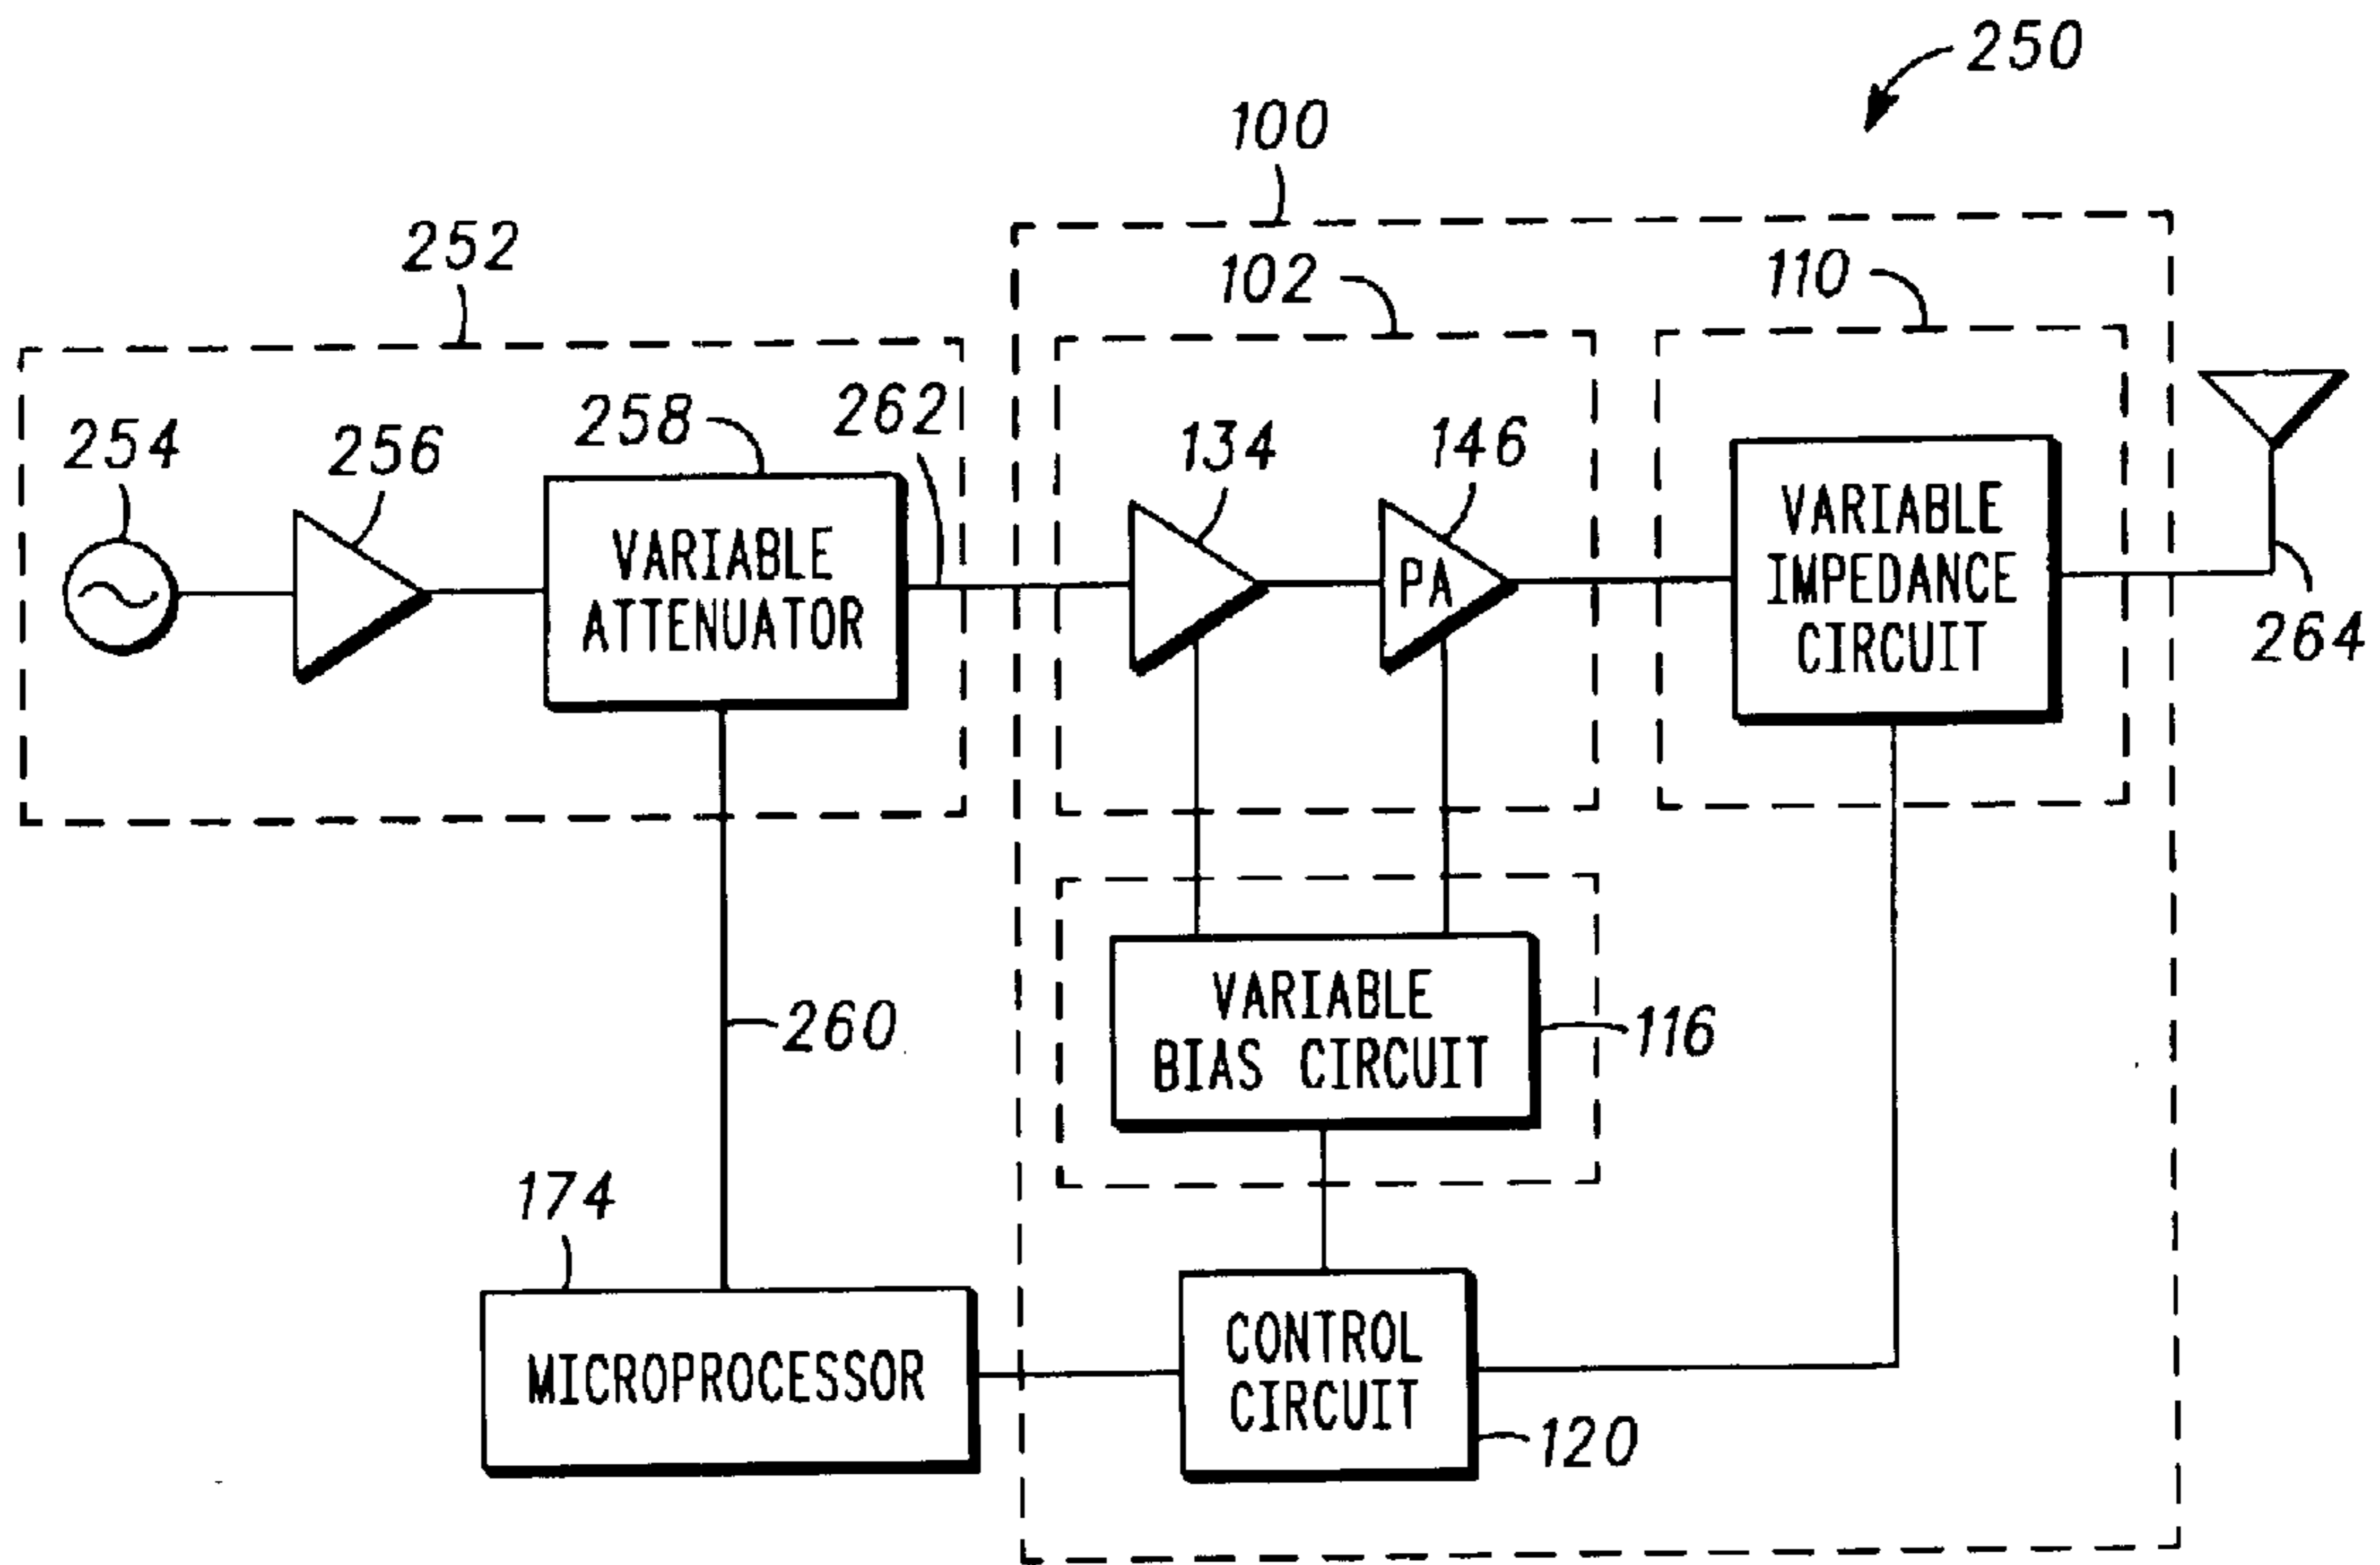 250
100
252
102
110
254
256
258
262
134
146
VARIABLE
ATTENUATOR
PA
VARIABLE
IMPEDANCE
CIRCUIT
264
VARIABLE
BIAS CIRCUIT
116
260
174
MICROPROCESSOR
CONTROL
CIRCUIT
120